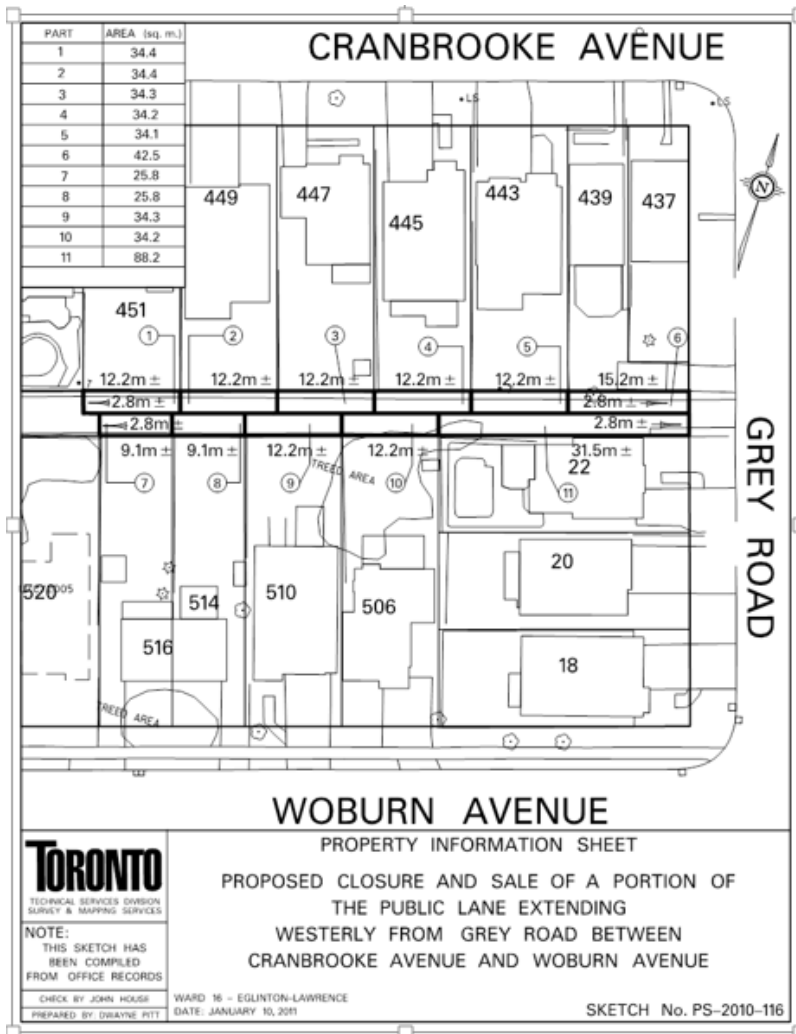 PART AREA (sq. m.)
1 34.4
2 34.4
3 34.3
4 34.2
5 34.1
6 42.5
7 25.8
8 25.8
9 34.3
10 34.2
11 88.2
CRANBROOKE AVENUE
LS
LS
N
449
447
445
443
439
437
451
1
2
3
4
5
6
12.2m ±
12.2m ±
12.2m ±
12.2m ±
12.2m ±
15.2m ±
2.8m ±
2.8m ±
2.8m ±
2.8m ±
9.1m ±
9.1m ±
12.2m ±
12.2m ±
31.5m ±
22
7
8
9
TREED AREA
10
11
GREY ROAD
520
20
514
510
506
516
18
TREED AREA
WOBURN AVENUE
TORONTO
TECHNICAL SERVICES DIVISION
SURVEY & MAPPING SERVICES
NOTE:
THIS SKETCH HAS
BEEN COMPILED
FROM OFFICE RECORDS
CHECK BY JOHN HOUSE
PREPARED BY: DWAYNE PITT
PROPERTY INFORMATION SHEET
PROPOSED CLOSURE AND SALE OF A PORTION OF
THE PUBLIC LANE EXTENDING
WESTERLY FROM GREY ROAD BETWEEN
CRANBROOKE AVENUE AND WOBURN AVENUE
WARD 16 – EGLINTON-LAWRENCE
DATE: JANUARY 10, 2011
SKETCH No. PS-2010-116